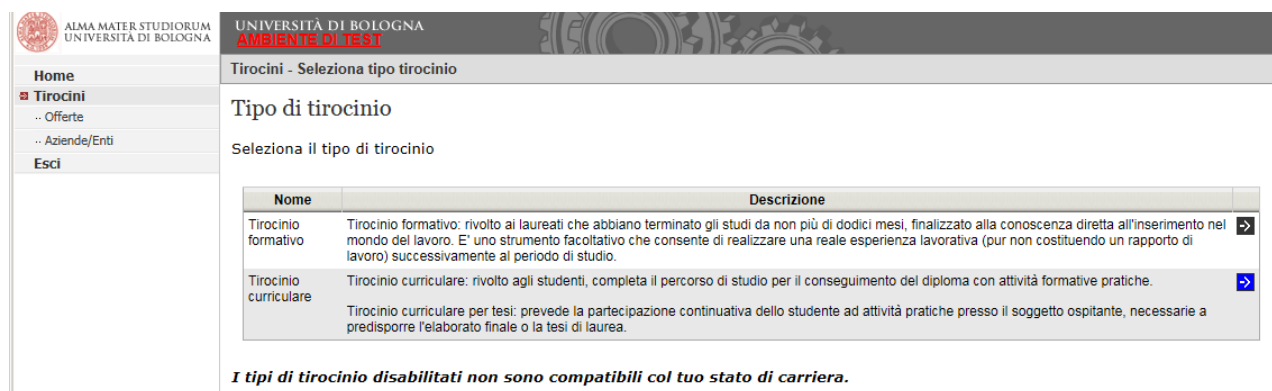 ALMA MATER STUDIORUM
UNIVERSITÀ DI BOLOGNA
UNIVERSITÀ DI BOLOGNA
AMBIENTE DI TEST
Home
Tirocini
·· Offerte
·· Aziende/Enti
Esci
Tirocini - Seleziona tipo tirocinio
Tipo di tirocinio
Seleziona il tipo di tirocinio
Nome Descrizione
Tirocinio
formativo
Tirocinio formativo: rivolto ai laureati che abbiano terminato gli studi da non più di dodici mesi, finalizzato alla conoscenza diretta all'inserimento nel
mondo del lavoro. E' uno strumento facoltativo che consente di realizzare una reale esperienza lavorativa (pur non costituendo un rapporto di
lavoro) successivamente al periodo di studio.
Tirocinio
curriculare
Tirocinio curriculare: rivolto agli studenti, completa il percorso di studio per il conseguimento del diploma con attività formative pratiche.
Tirocinio curriculare per tesi: prevede la partecipazione continuativa dello studente ad attività pratiche presso il soggetto ospitante, necessarie a
predisporre l'elaborato finale o la tesi di laurea.
I tipi di tirocinio disabilitati non sono compatibili col tuo stato di carriera.